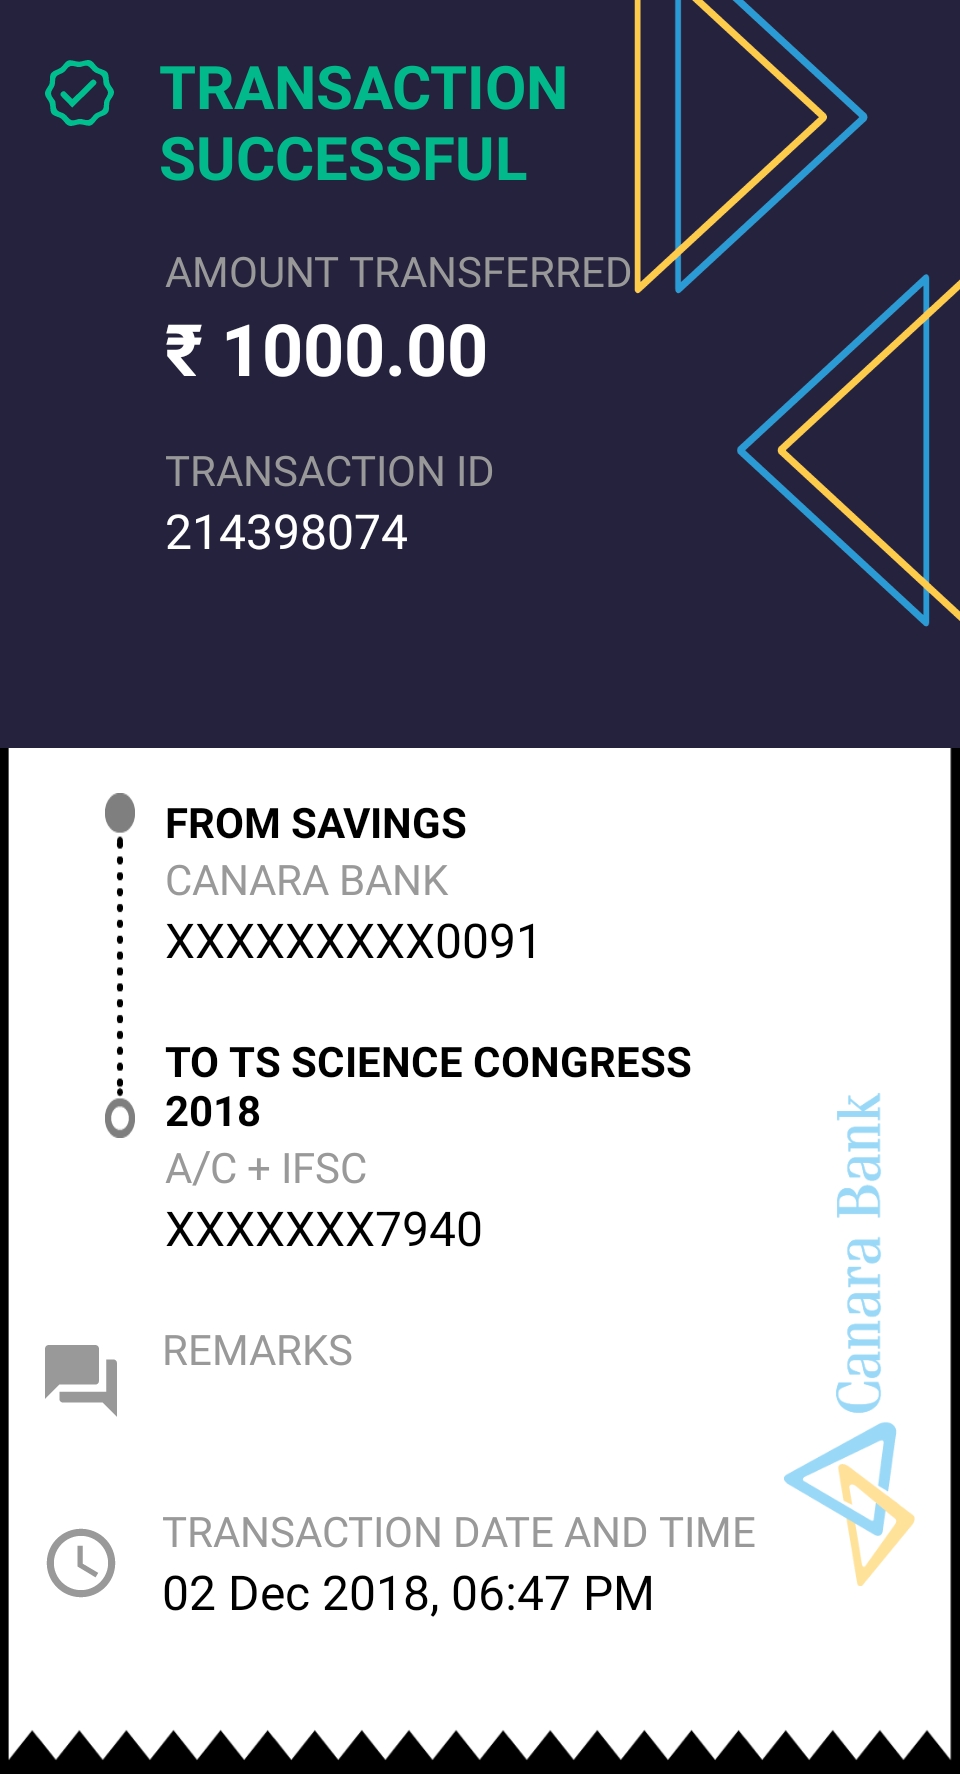 TRANSACTION
SUCCESSFUL
AMOUNT TRANSFERRED
₹ 1000.00
TRANSACTION ID
214398074
FROM SAVINGS
CANARA BANK
XXXXXXXXX0091
TO TS SCIENCE CONGRESS
2018
A/C + IFSC
XXXXXXX7940
REMARKS
TRANSACTION DATE AND TIME
02 Dec 2018, 06:47 PM
Canara Bank